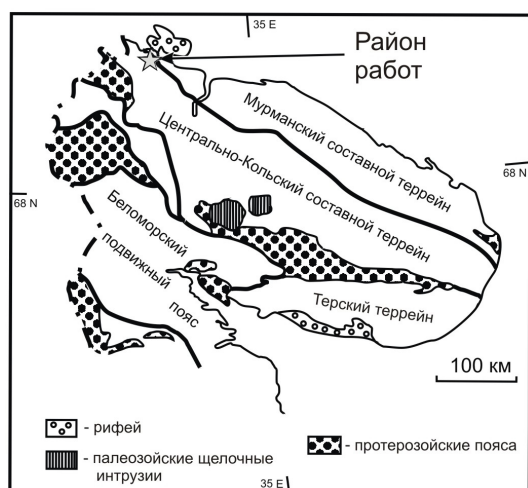 35 E
Район
работ
Мурманский составной террейн
Центрально-Кольский составной террейн
68 N
68 N
Беломорский
подвижный
пояс
Терский террейн
100 км
- рифей
- протерозойские пояса
- палеозойские щелочные
интрузии
35 E